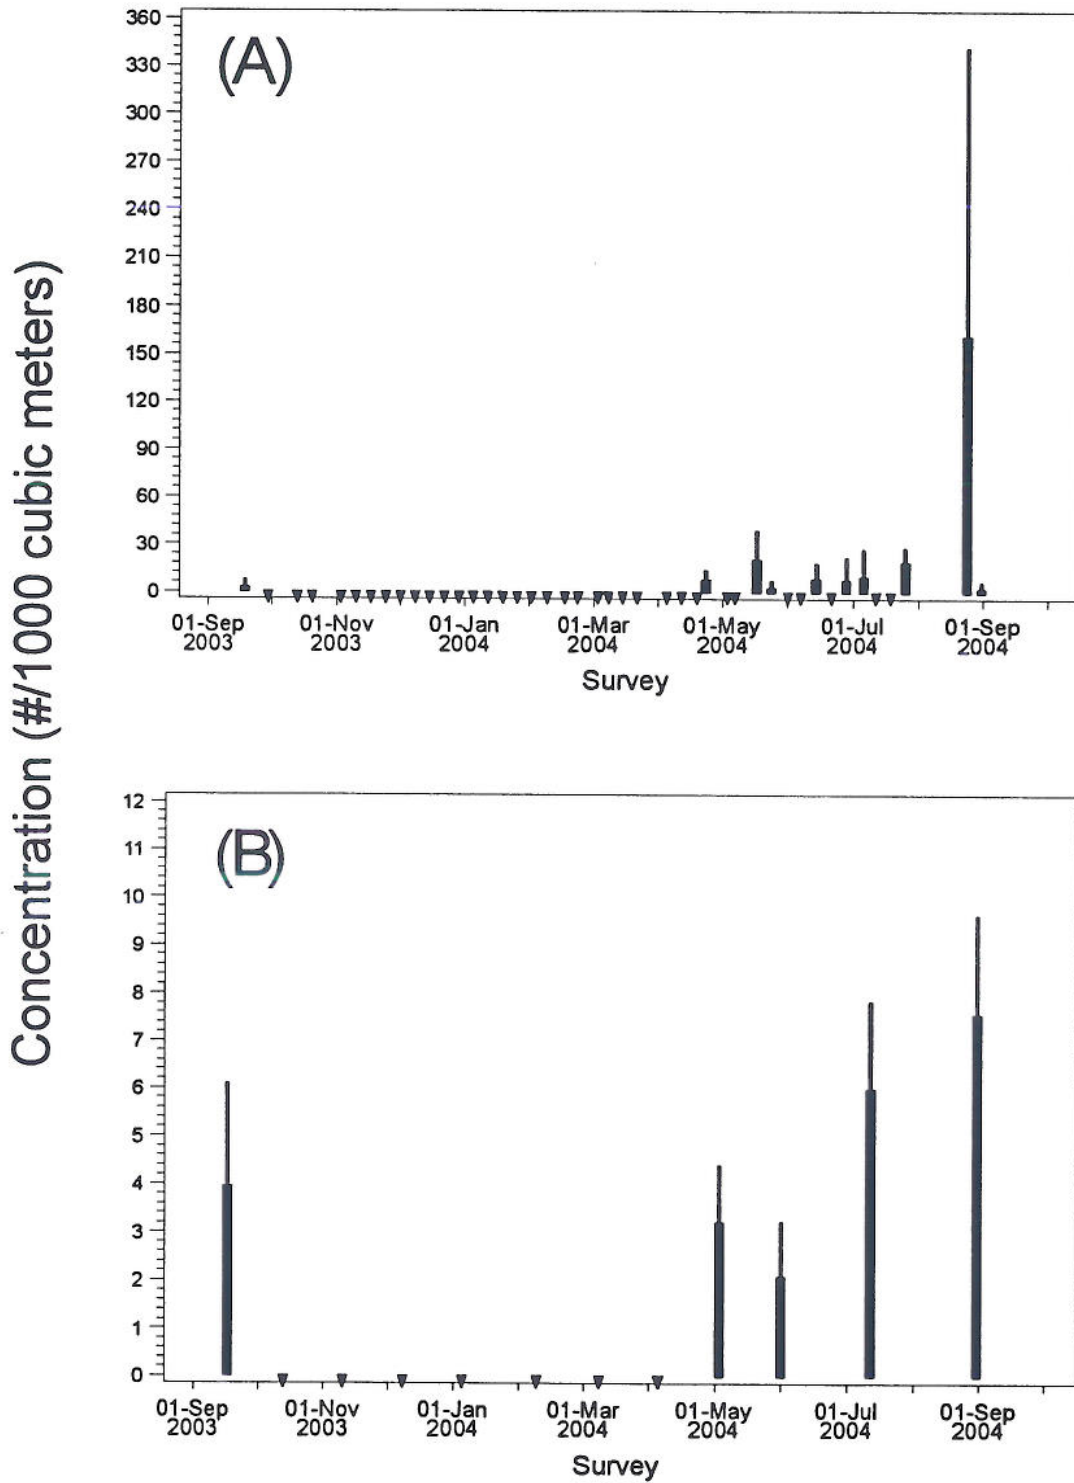 Concentration (#/1000 cubic meters)
(A)
360
330
300
270
240
210
180
150
120
90
60
30
0
01-Sep 01-Nov 01-Jan 01-Mar 01-May 01-Jul 01-Sep
2003 2003 2004 2004 2004 2004 2004
Survey
(B)
12
11
10
9
8
7
6
5
4
3
2
1
0
01-Sep 01-Nov 01-Jan 01-Mar 01-May 01-Jul 01-Sep
2003 2003 2004 2004 2004 2004 2004
Survey